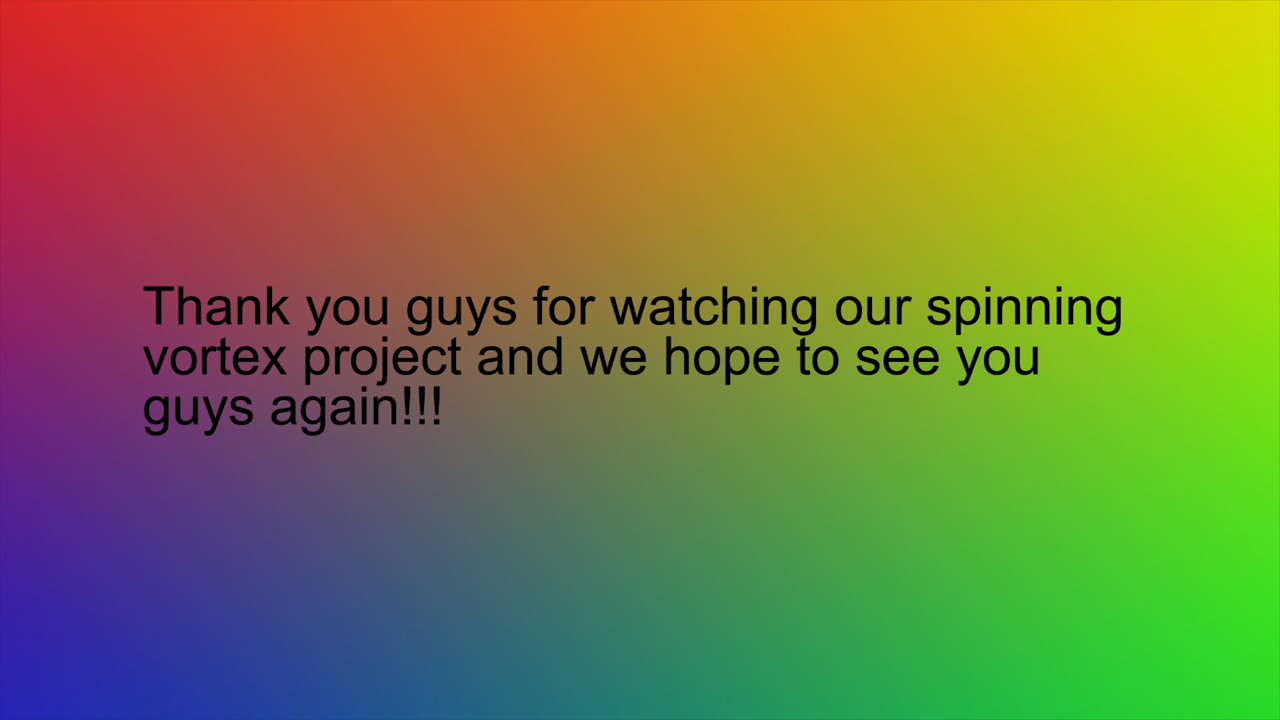 Thank you guys for watching our spinning
vortex project and we hope to see you
guys again!!!